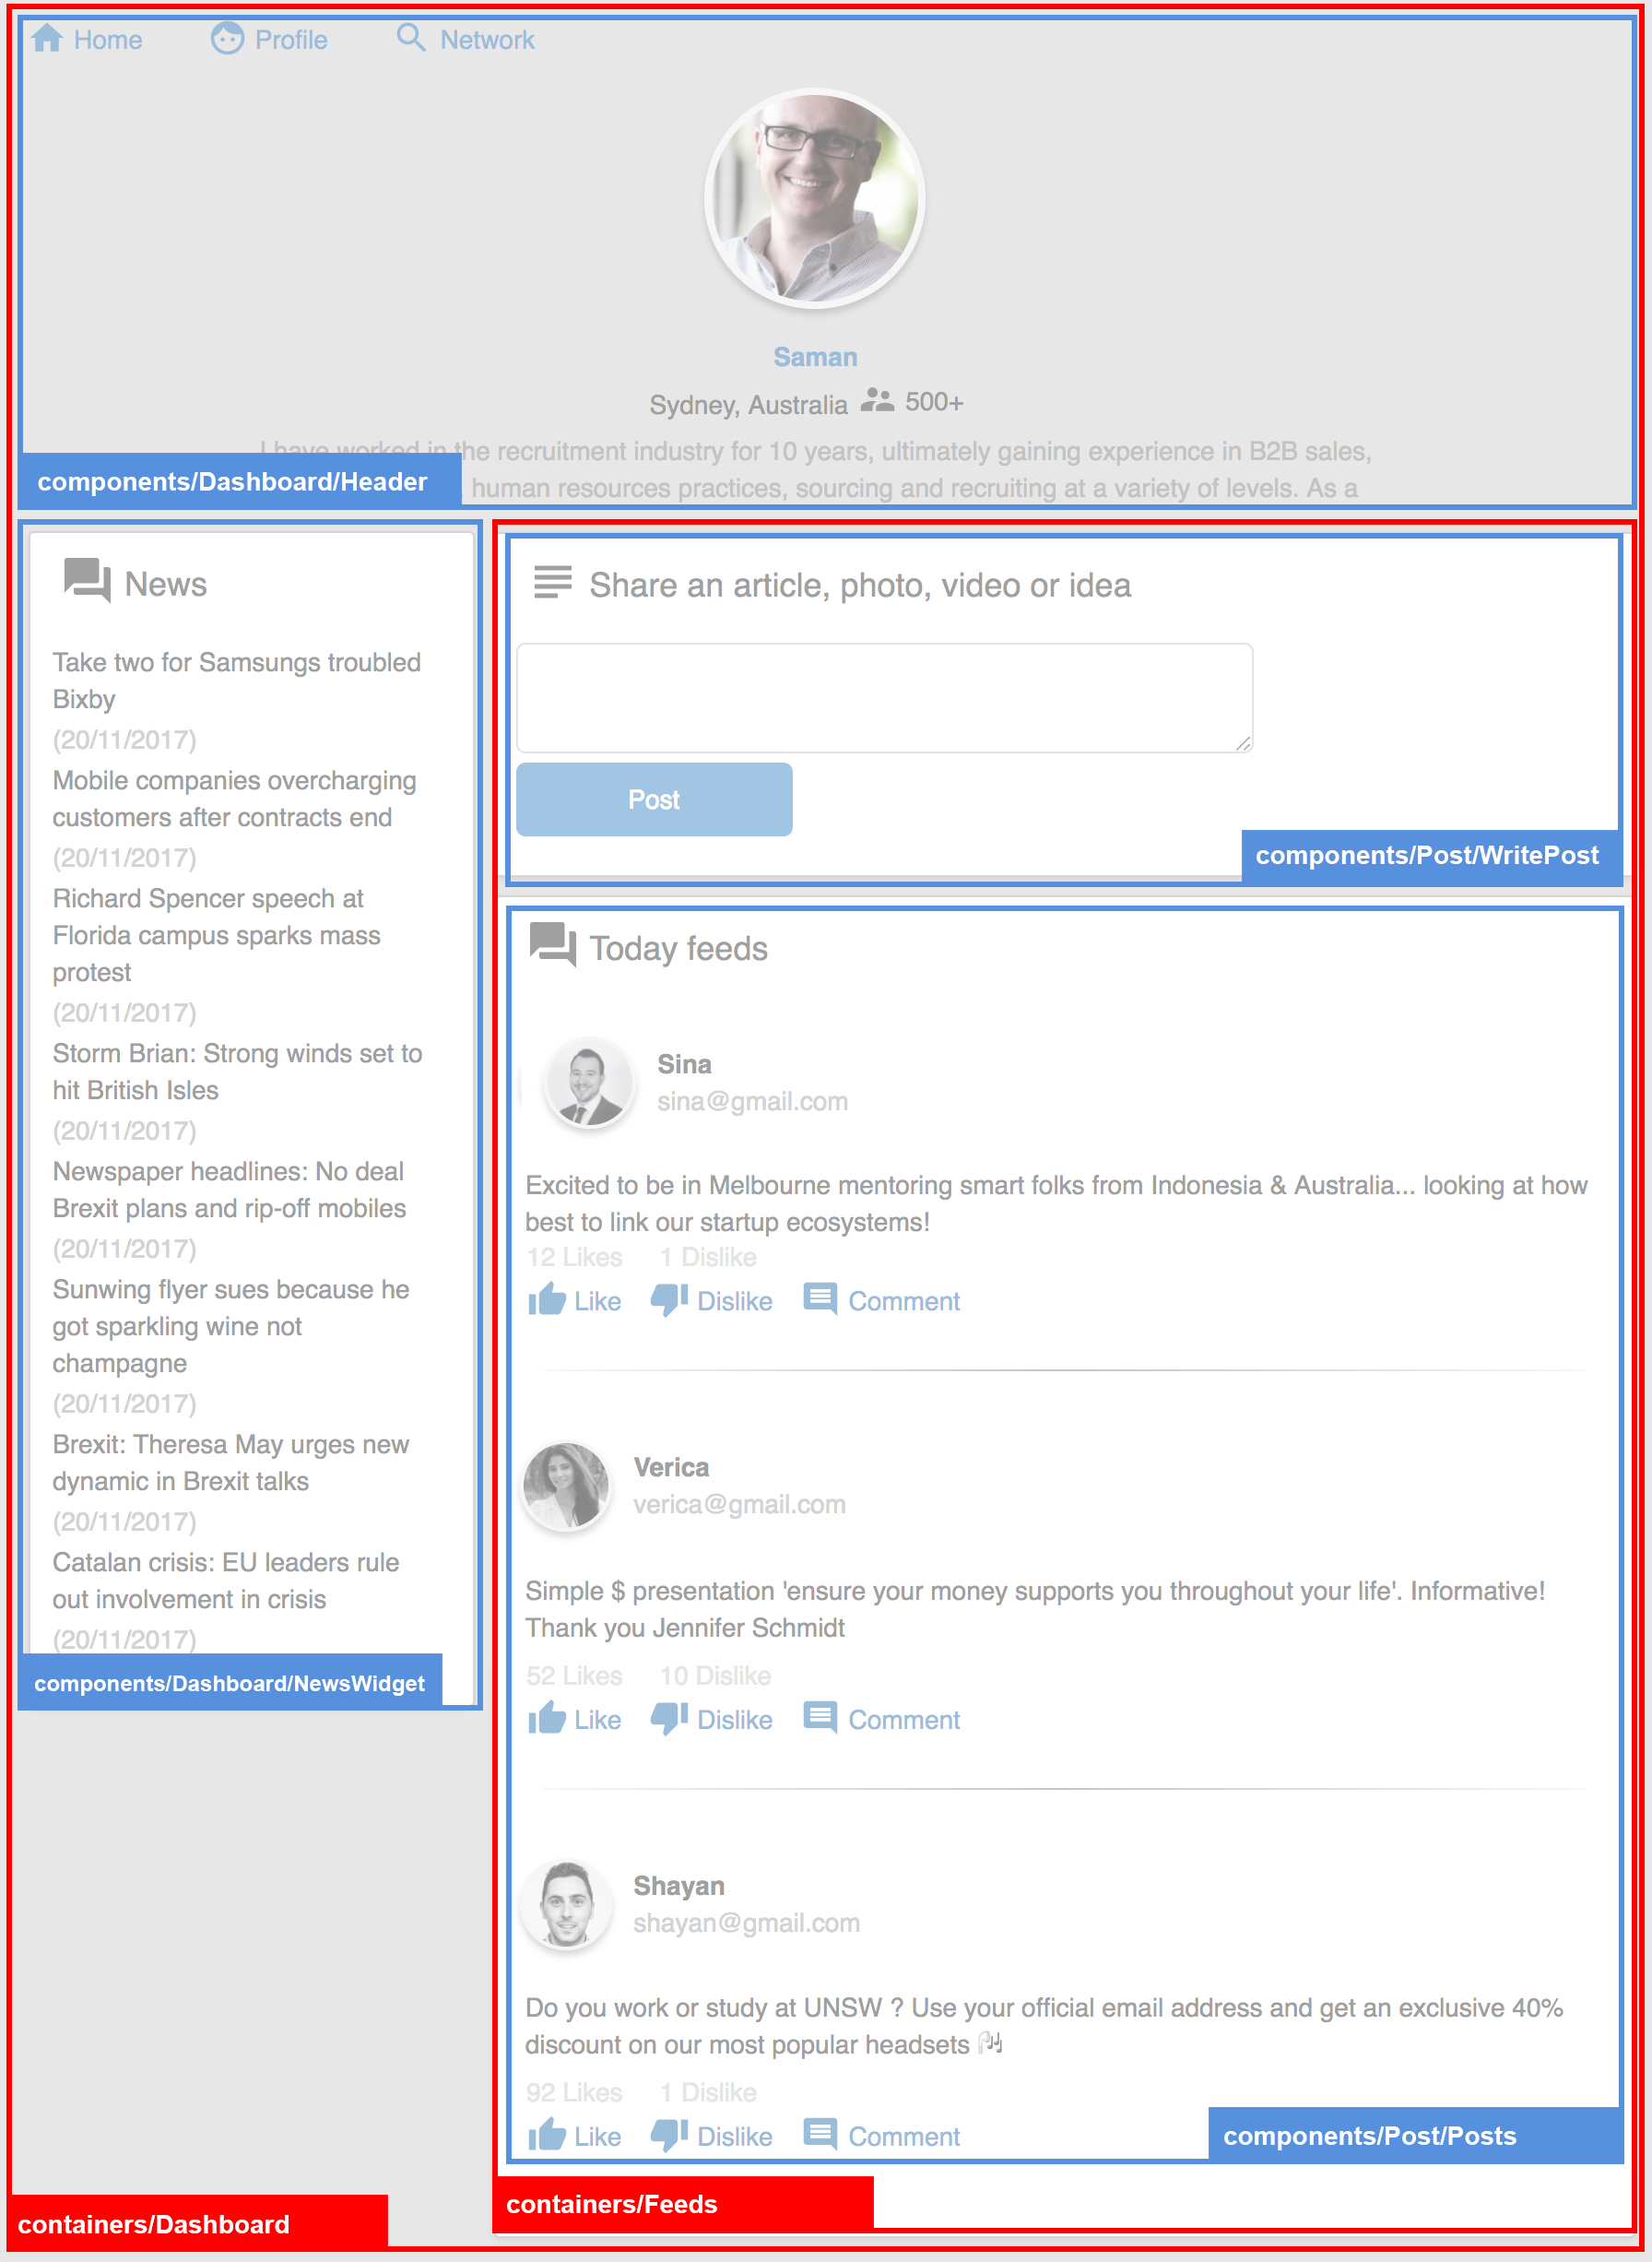 Home Profile Network
Saman
Sydney, Australia 500+
I have worked in the recruitment industry for 10 years, ultimately gaining experience in B2B sales,
human resources practices, sourcing and recruiting at a variety of levels. As a
components/Dashboard/Header
News
Take two for Samsungs troubled
Bixby
(20/11/2017)
Mobile companies overcharging
customers after contracts end
(20/11/2017)
Richard Spencer speech at
Florida campus sparks mass
protest
(20/11/2017)
Storm Brian: Strong winds set to
hit British Isles
(20/11/2017)
Newspaper headlines: No deal
Brexit plans and rip-off mobiles
(20/11/2017)
Sunwing flyer sues because he
got sparkling wine not
champagne
(20/11/2017)
Brexit: Theresa May urges new
dynamic in Brexit talks
(20/11/2017)
Catalan crisis: EU leaders rule
out involvement in crisis
(20/11/2017)
components/Dashboard/NewsWidget
Share an article, photo, video or idea
Post
components/Post/WritePost
Today feeds
Sina
sina@gmail.com
Excited to be in Melbourne mentoring smart folks from Indonesia & Australia... looking at how
best to link our startup ecosystems!
12 Likes 1 Dislike
Like Dislike Comment
Verica
verica@gmail.com
Simple $ presentation 'ensure your money supports you throughout your life'. Informative!
Thank you Jennifer Schmidt
52 Likes 10 Dislike
Like Dislike Comment
Shayan
shayan@gmail.com
Do you work or study at UNSW ? Use your official email address and get an exclusive 40%
discount on our most popular headsets
92 Likes 1 Dislike
Like Dislike Comment
components/Post/Posts
containers/Feeds
containers/Dashboard